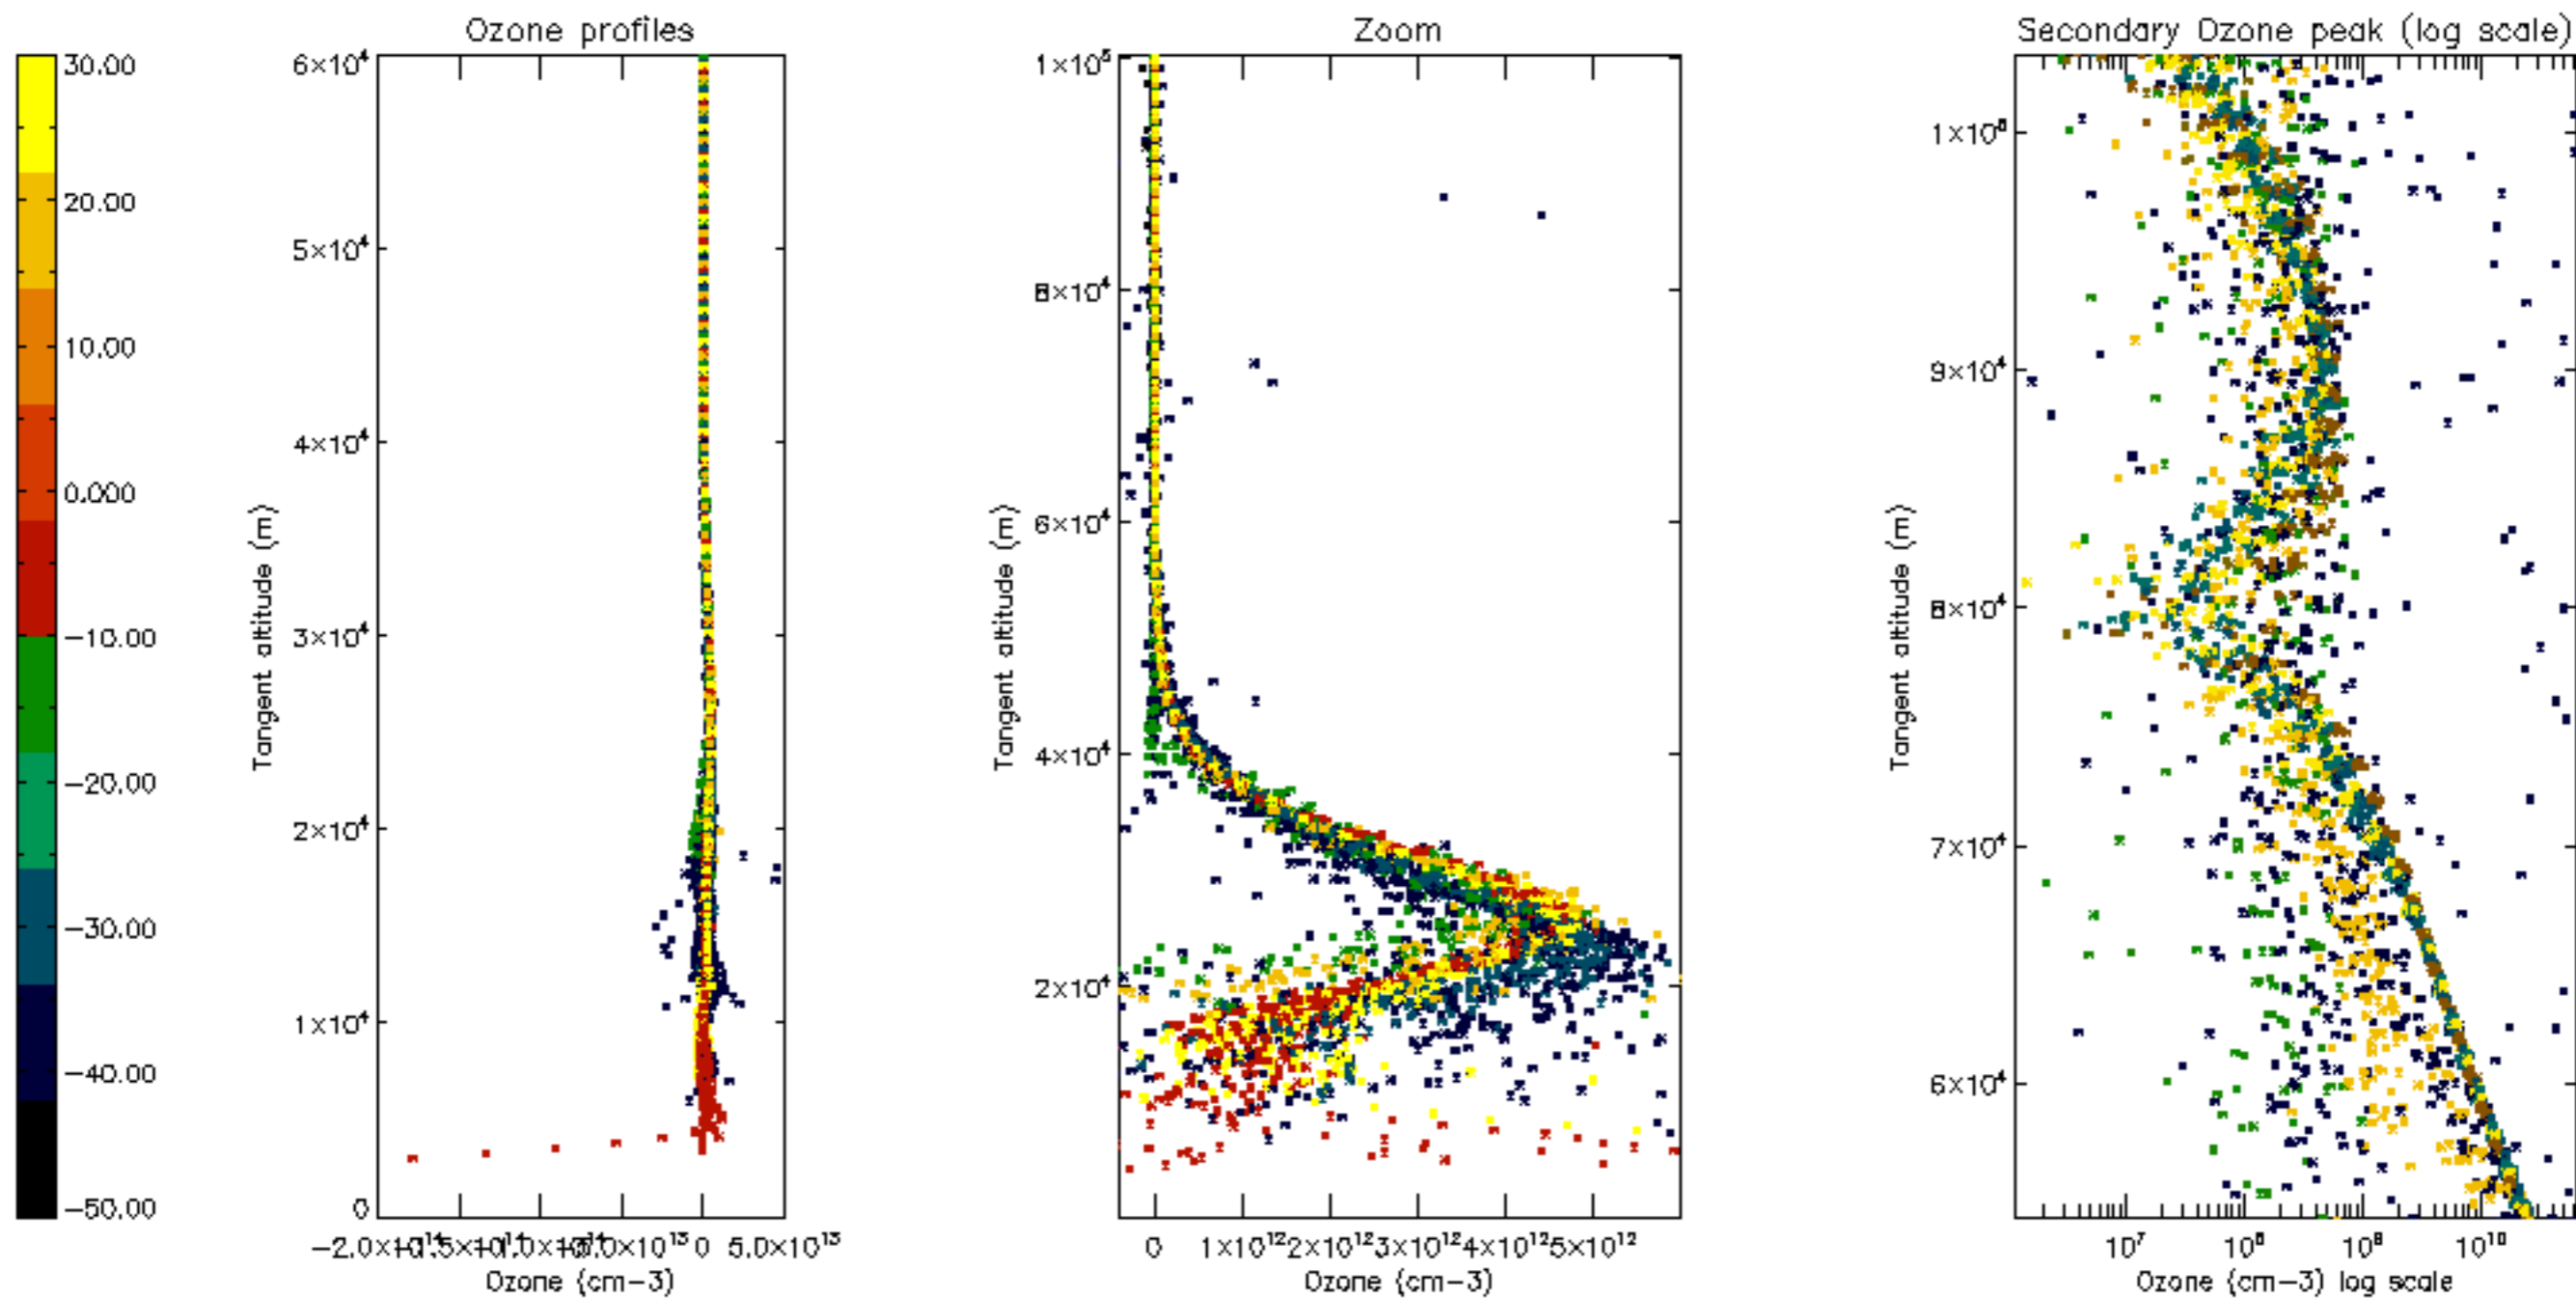 Ozone profiles
Zoom
Secondary Ozone peak (log scale)
30.00
20.00
10.00
0.000
-10.00
-20.00
-30.00
-40.00
-50.00
6×10⁴
5×10⁴
4×10⁴
3×10⁴
2×10⁴
1×10⁴
0
Tangent altitude (m)
0 5.0×10¹³
Ozone (cm-3)
1×10⁵
8×10⁴
6×10⁴
4×10⁴
2×10⁴
Tangent altitude (m)
0 1×10¹² 2×10¹² 3×10¹² 4×10¹² 5×10¹²
Ozone (cm-3)
9×10⁴
8×10⁴
7×10⁴
6×10⁴
Tangent altitude (m)
10⁷ 10⁸ 10⁹ 10¹⁰
Ozone (cm-3) log scale